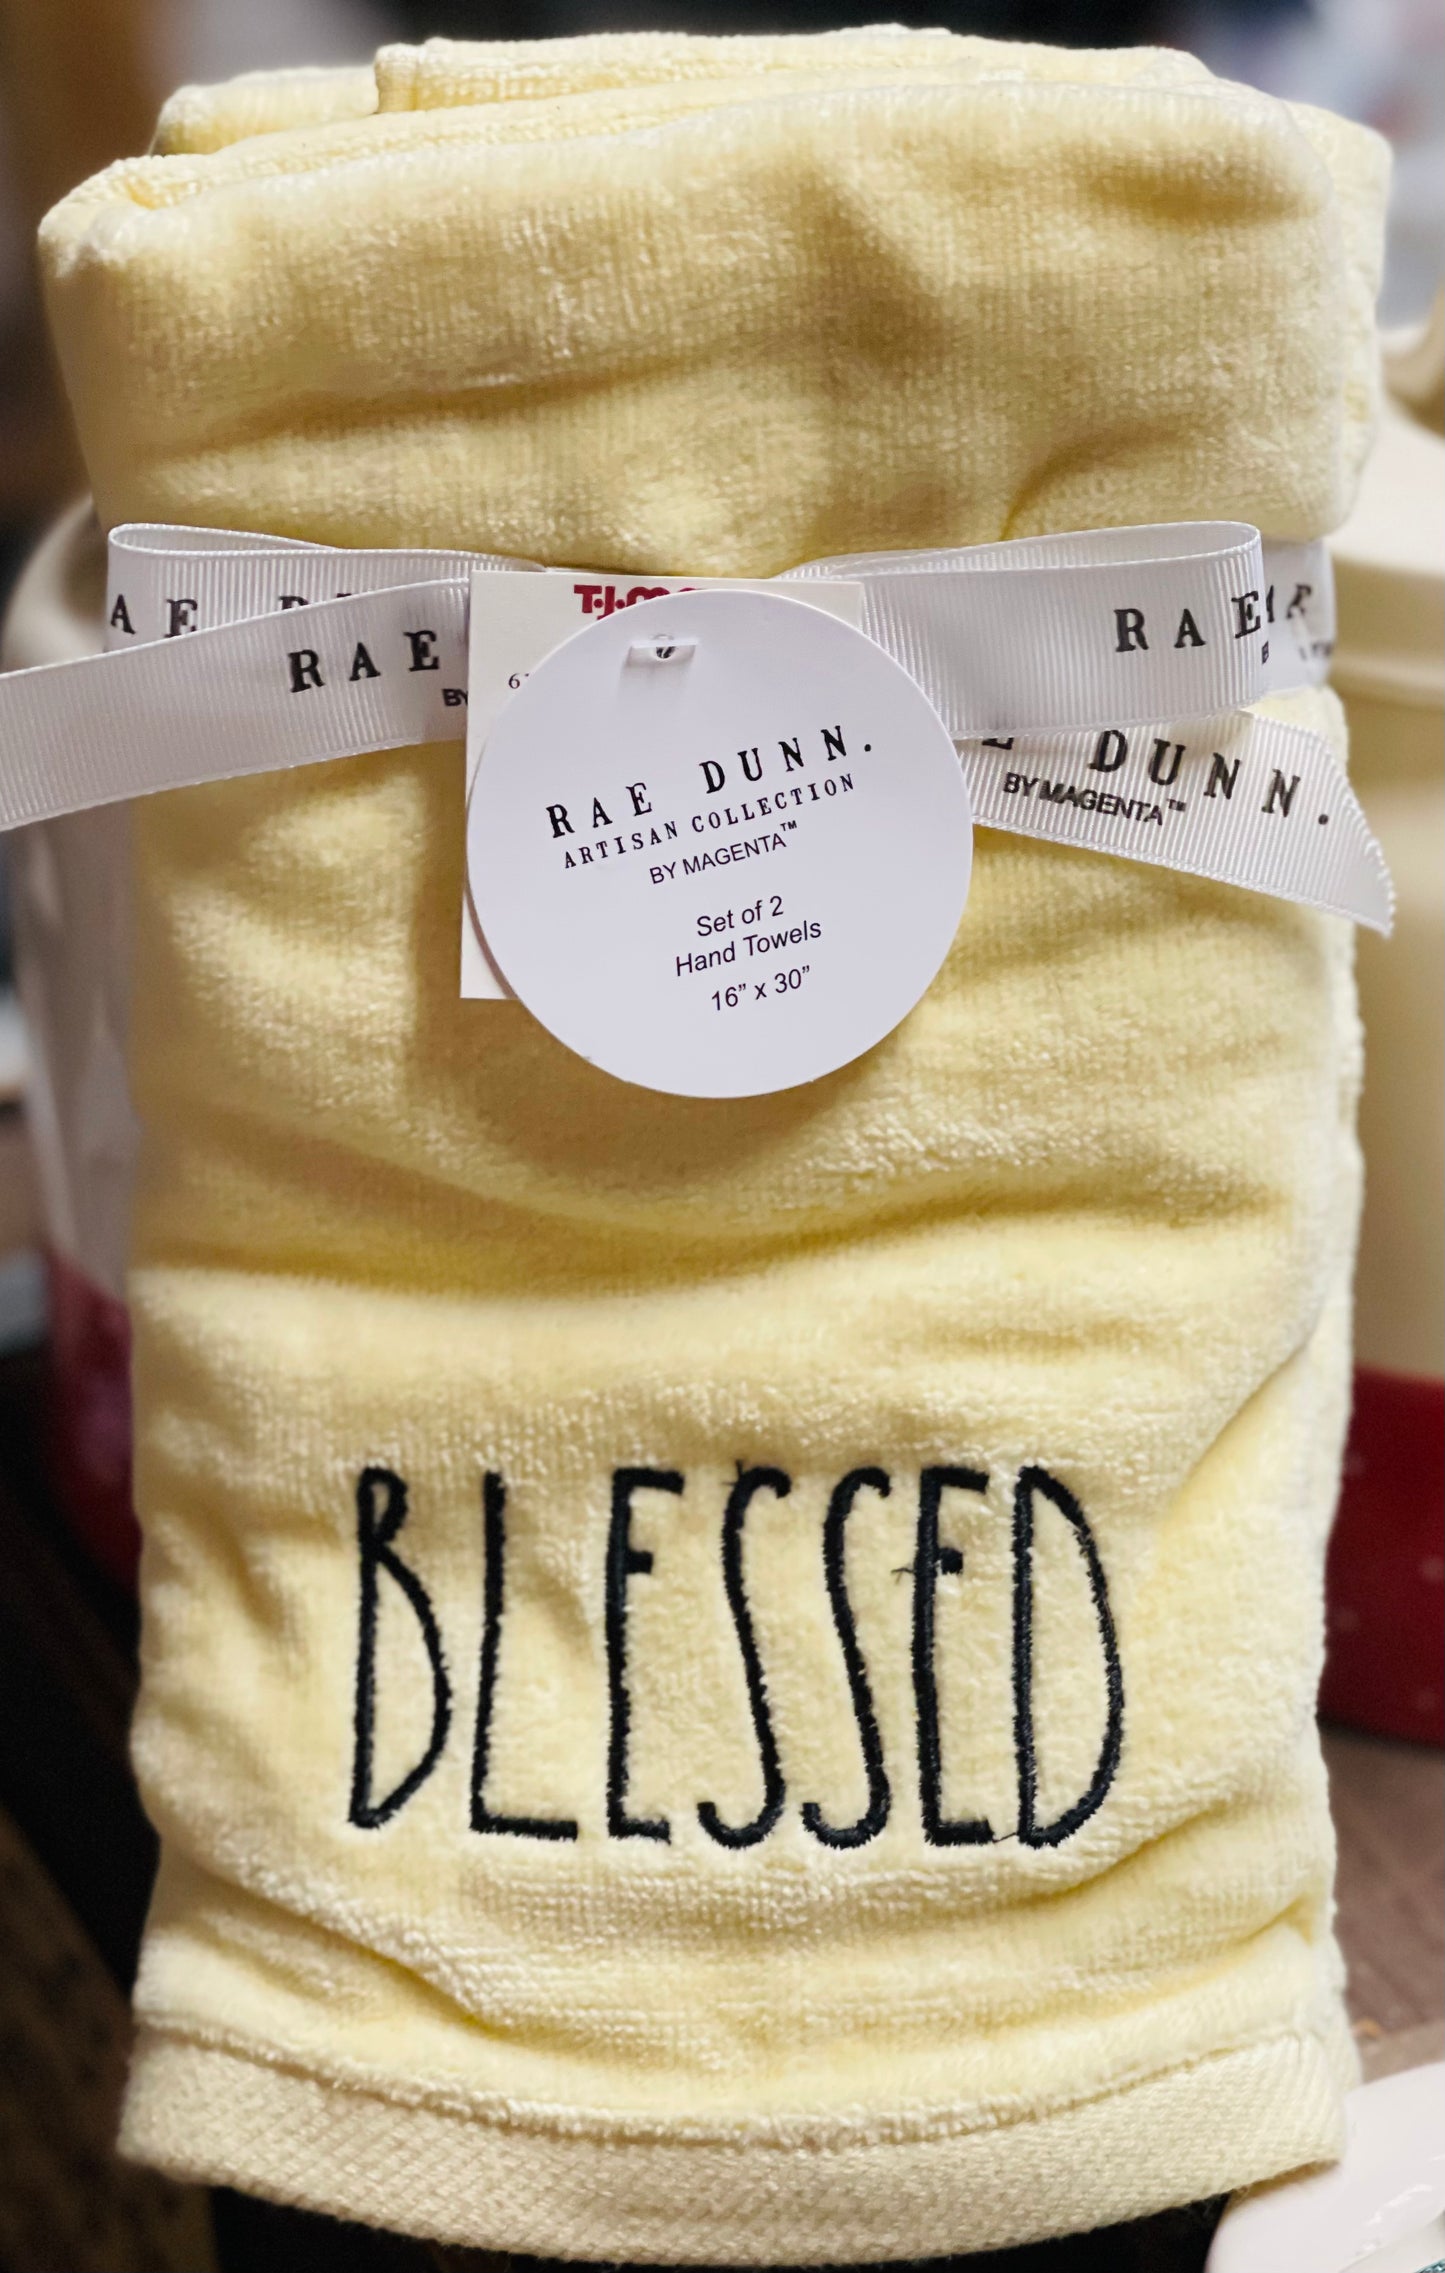 RAE
RAE
RAE
RAE DUNN.
ARTISAN COLLECTION
BY MAGENTA™
Set of 2
Hand Towels
16” x 30”
DUNN.
BY MAGENTA™
BLESSED